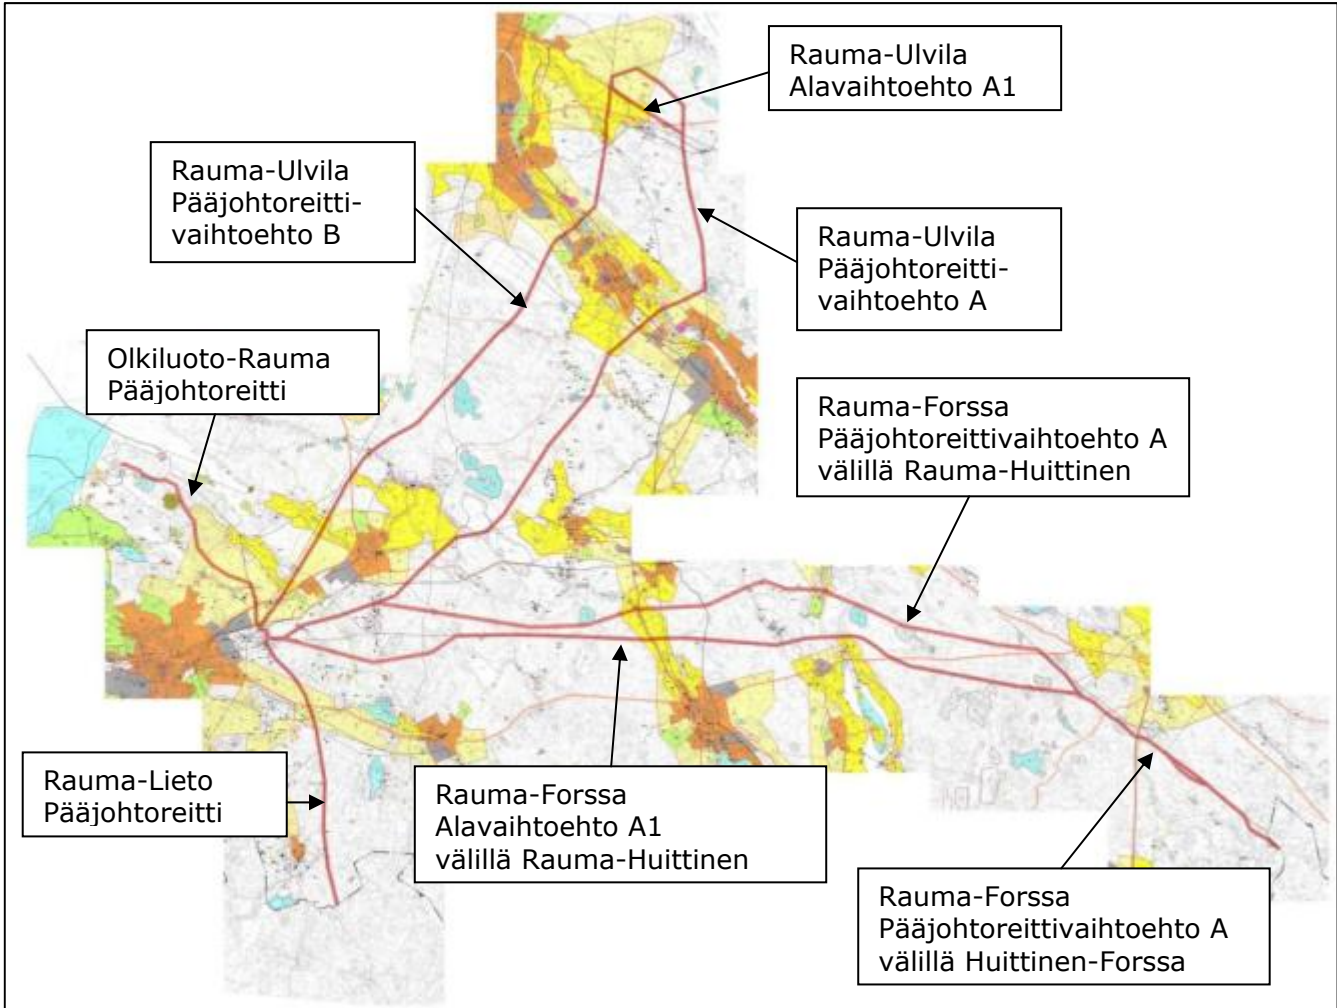 Rauma-Ulvila
Alavaihtoehto A1
Rauma-Ulvila
Pääjohtoreitti-
vaihtoehto B
Rauma-Ulvila
Pääjohtoreitti-
vaihtoehto A
Olkiluoto-Rauma
Pääjohtoreitti
Rauma-Forssa
Pääjohtoreittivaihtoehto A
välillä Rauma-Huittinen
Rauma-Lieto
Pääjohtoreitti
Rauma-Forssa
Alavaihtoehto A1
välillä Rauma-Huittinen
Rauma-Forssa
Pääjohtoreittivaihtoehto A
välillä Huittinen-Forssa